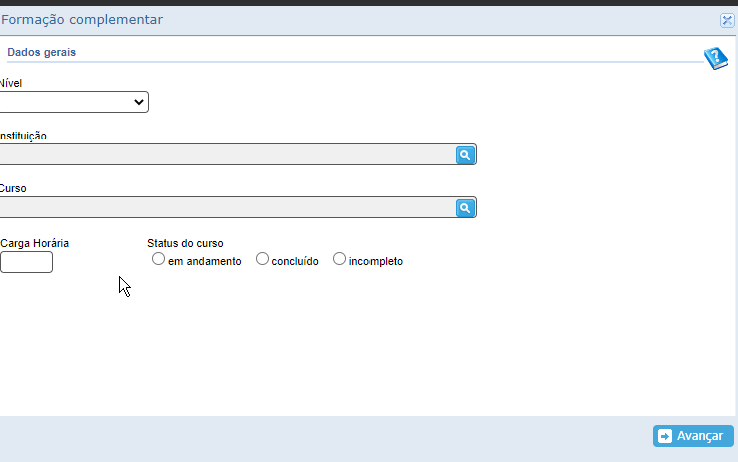 Formação complementar
Dados gerais
Nível
nstituição
Curso
Carga Horária
Status do curso
em andamento
concluído
incompleto
Avançar